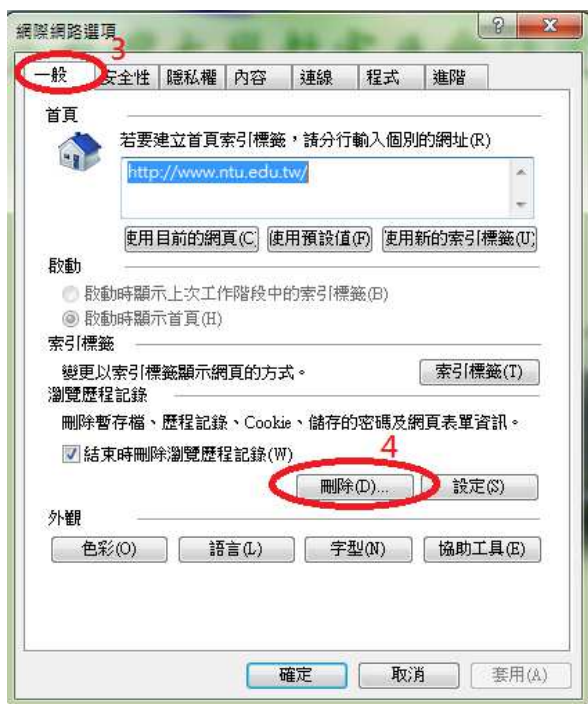 網際網路選項
3
一般 安全性 隱私權 內容 連線 程式 進階
首頁
若要建立首頁索引標籤，請分行輸入個別的網址(R)
http://www.ntu.edu.tw/
使用目前的網頁(C) 使用預設值(F) 使用新的索引標籤(U)
啟動
啟動時顯示上次工作階段中的索引標籤(B)
啟動時顯示首頁(H)
索引標籤
變更以索引標籤顯示網頁的方式。 索引標籤(T)
瀏覽歷程記錄
刪除暫存檔、歷程記錄、Cookie、儲存的密碼及網頁表單資訊。
結束時刪除瀏覽歷程記錄(W)
4
刪除(D)... 設定(S)
外觀
色彩(O) 語言(L) 字型(N) 協助工具(E)
確定 取消 套用(A)